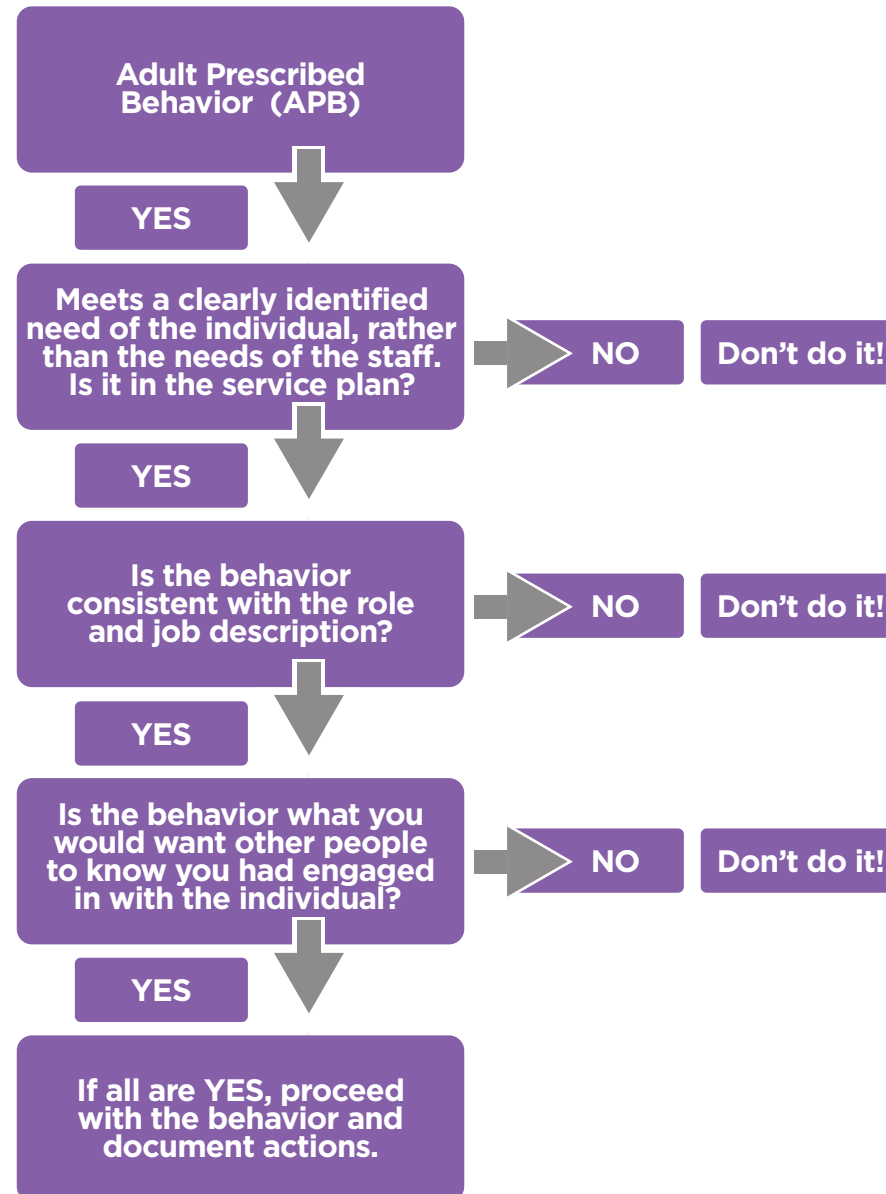 Adult Prescribed
Behavior (APB)
YES
Meets a clearly identified
need of the individual, rather
than the needs of the staff.
Is it in the service plan?
NO
Don't do it!
YES
Is the behavior
consistent with the role
and job description?
NO
Don't do it!
YES
Is the behavior what you
would want other people
to know you had engaged
in with the individual?
NO
Don't do it!
YES
If all are YES, proceed
with the behavior and
document actions.